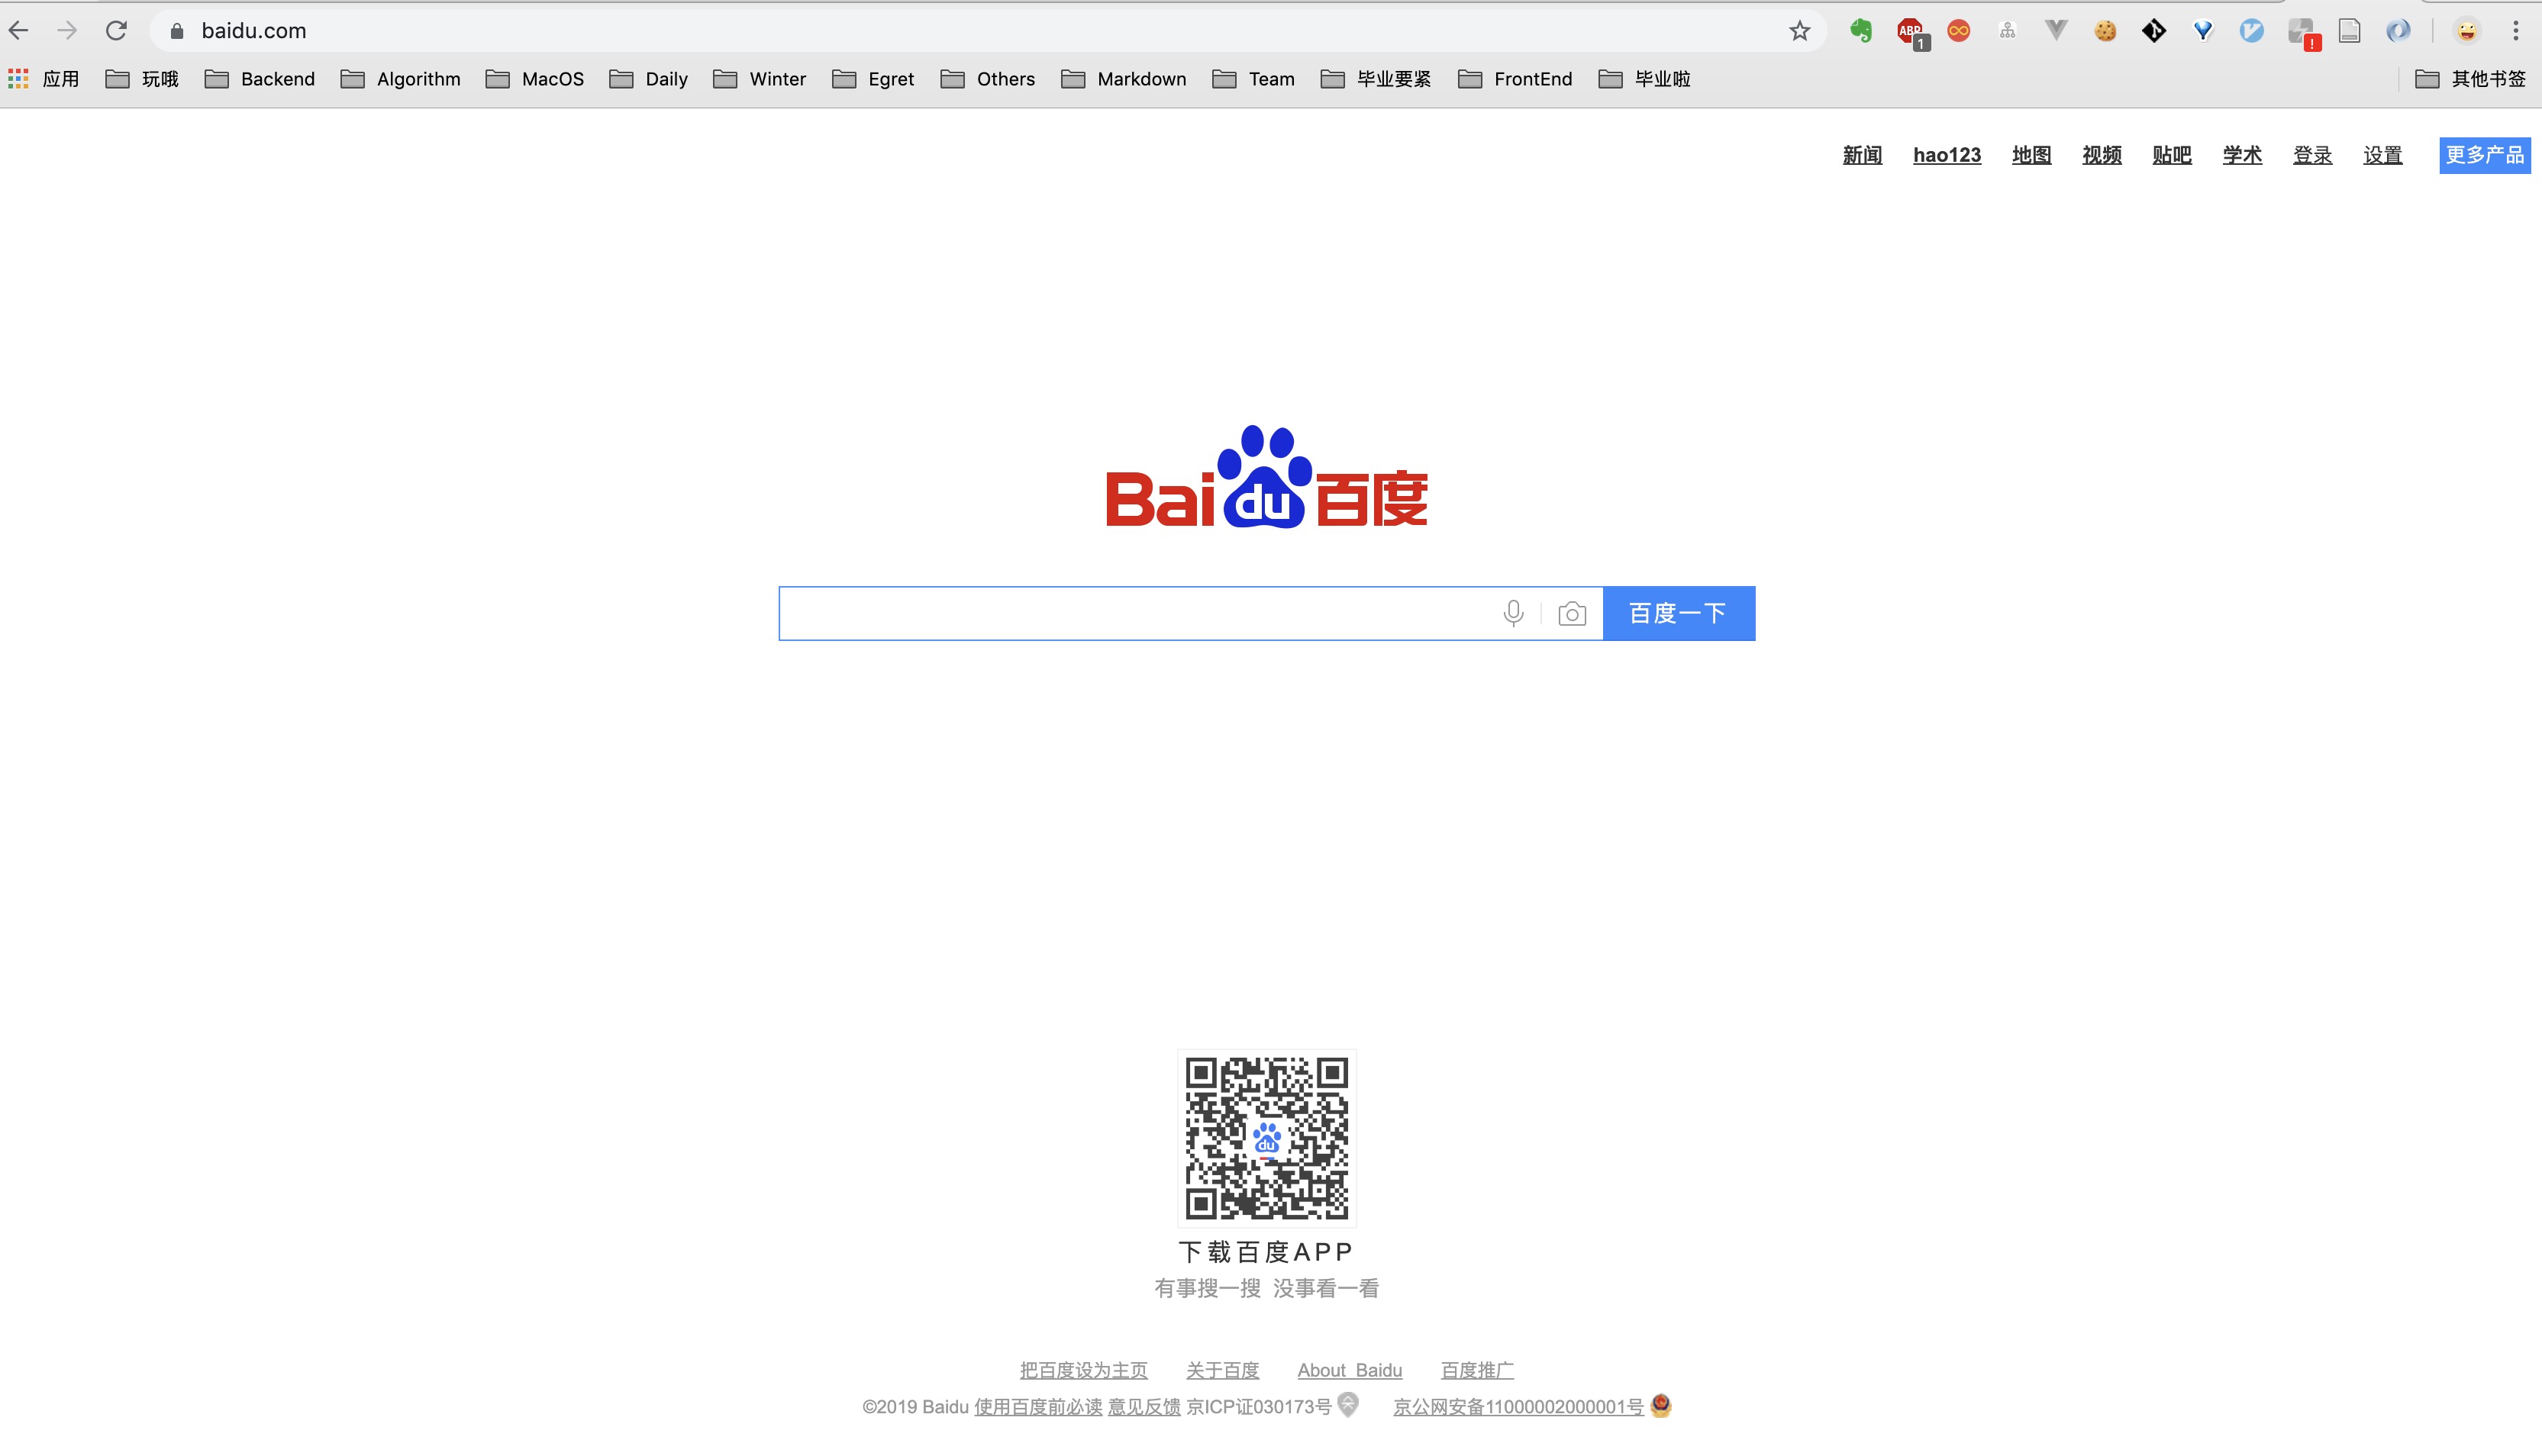 baidu.com
ABP 1 !
应用 玩哦 Backend Algorithm MacOS Daily Winter Egret Others Markdown Team 毕业要紧 FrontEnd 毕业啦 其他书签
新闻 hao123 地图 视频 贴吧 学术 登录 设置 更多产品
Bai du 百度
百度一下
du
下载百度APP
有事搜一搜 没事看一看
把百度设为主页 关于百度 About Baidu 百度推广
©2019 Baidu 使用百度前必读 意见反馈 京ICP证030173号 京公网安备11000002000001号